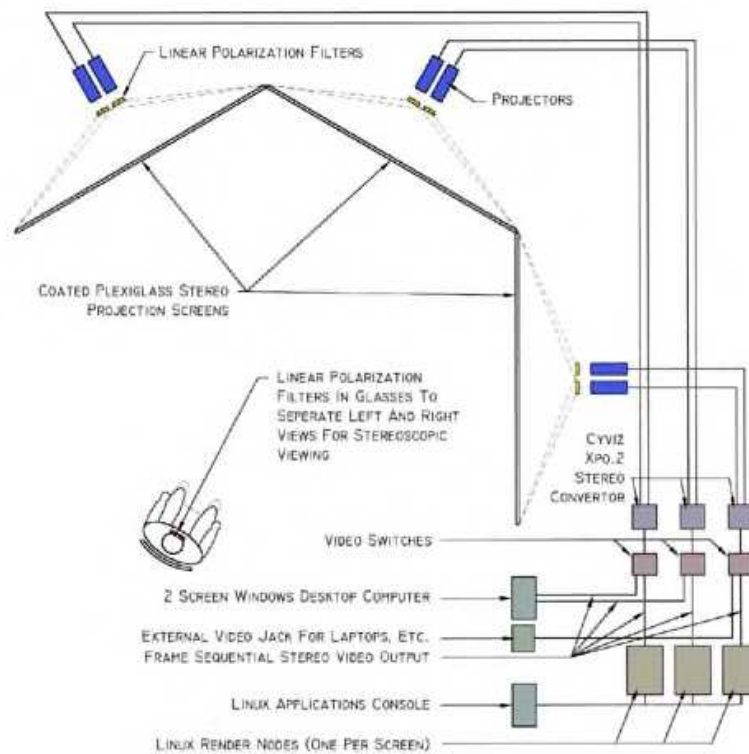 Linear Polarization Filters
Projectors
Coated Plexiglass Stereo
Projection Screens
Linear Polarization
Filters In Glasses To
Seperate Left And Right
Views For Stereoscopic
Viewing
Cyviz
Xpo.2
Stereo
Convertor
Video Switches
2 Screen Windows Desktop Computer
External Video Jack For Laptops, Etc.
Frame Sequential Stereo Video Output
Linux Applications Console
Linux Render Nodes (One Per Screen)